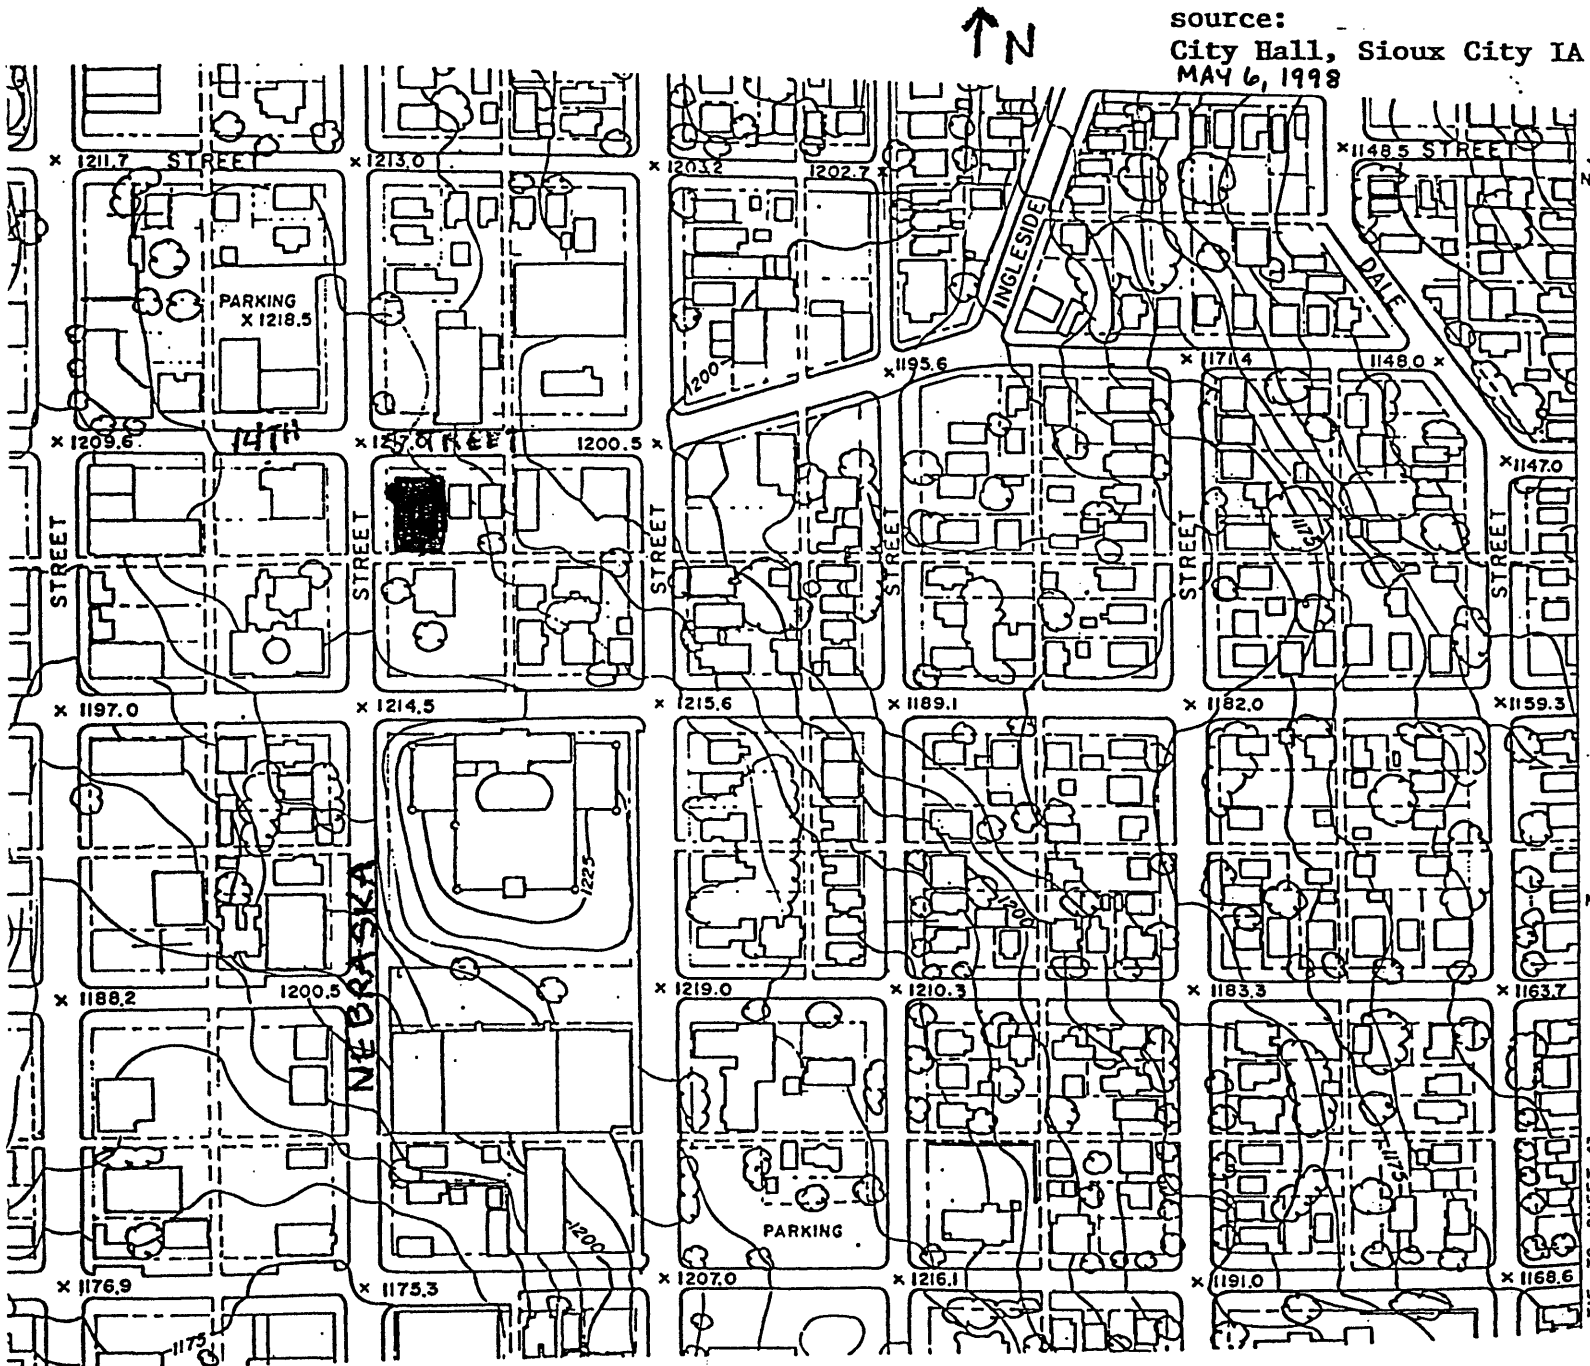 ↑ N
source:
City Hall, Sioux City IA
MAY 6, 1998
× 1211.7 STREET
× 1213.0
× 1203.2
1202.7 ×
× 1148.5 STREET
INGLESIDE
DALE
PARKING
× 1218.5
1200
× 1195.6
× 1171.4
1148.0 ×
× 1209.6
14TH
STREET
1200.5 ×
× 1147.0
STREET
STREET
STREET
STREET
STREET
STREET
1175
× 1197.0
× 1214.5
× 1215.6
× 1189.1
× 1182.0
× 1159.3
1225
NEBRASKA
1200
× 1188.2
1200.5
× 1219.0
× 1210.3
× 1183.3
× 1163.7
1175
PARKING
1200
× 1176.9
× 1175.3
× 1207.0
× 1216.1
× 1191.0
× 1168.6
1175